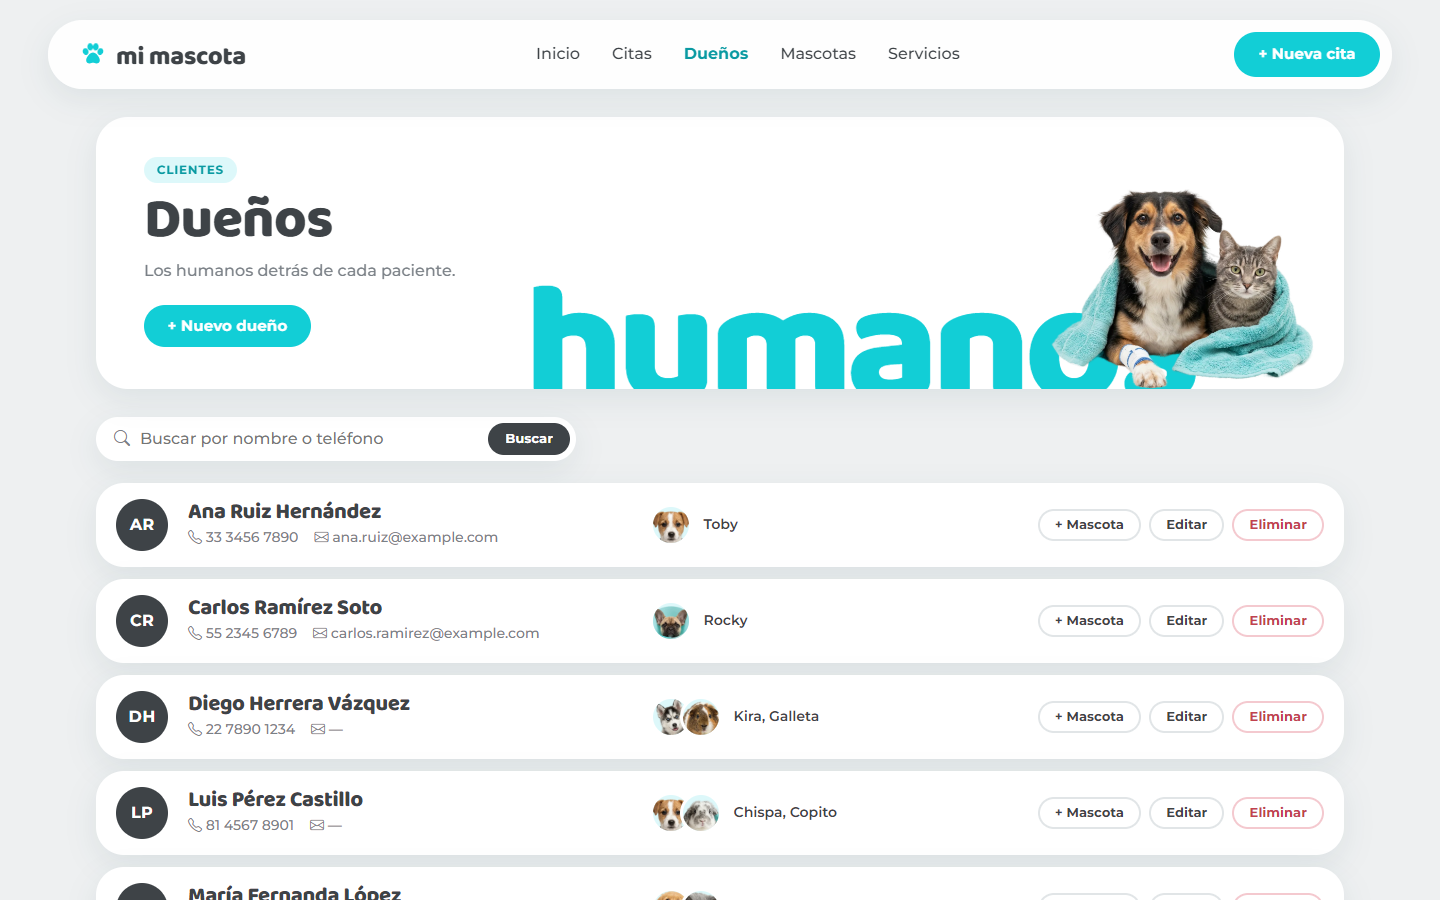 mi mascota
Inicio
Citas
Dueños
Mascotas
Servicios
+ Nueva cita
CLIENTES
Dueños
Los humanos detrás de cada paciente.
+ Nuevo dueño
humanos
Buscar por nombre o teléfono
Buscar
AR
Ana Ruiz Hernández
33 3456 7890 ana.ruiz@example.com
Toby
+ Mascota
Editar
Eliminar
CR
Carlos Ramírez Soto
55 2345 6789 carlos.ramirez@example.com
Rocky
+ Mascota
Editar
Eliminar
DH
Diego Herrera Vázquez
22 7890 1234 —
Kira, Galleta
+ Mascota
Editar
Eliminar
LP
Luis Pérez Castillo
81 4567 8901 —
Chispa, Copito
+ Mascota
Editar
Eliminar
María Fernanda López